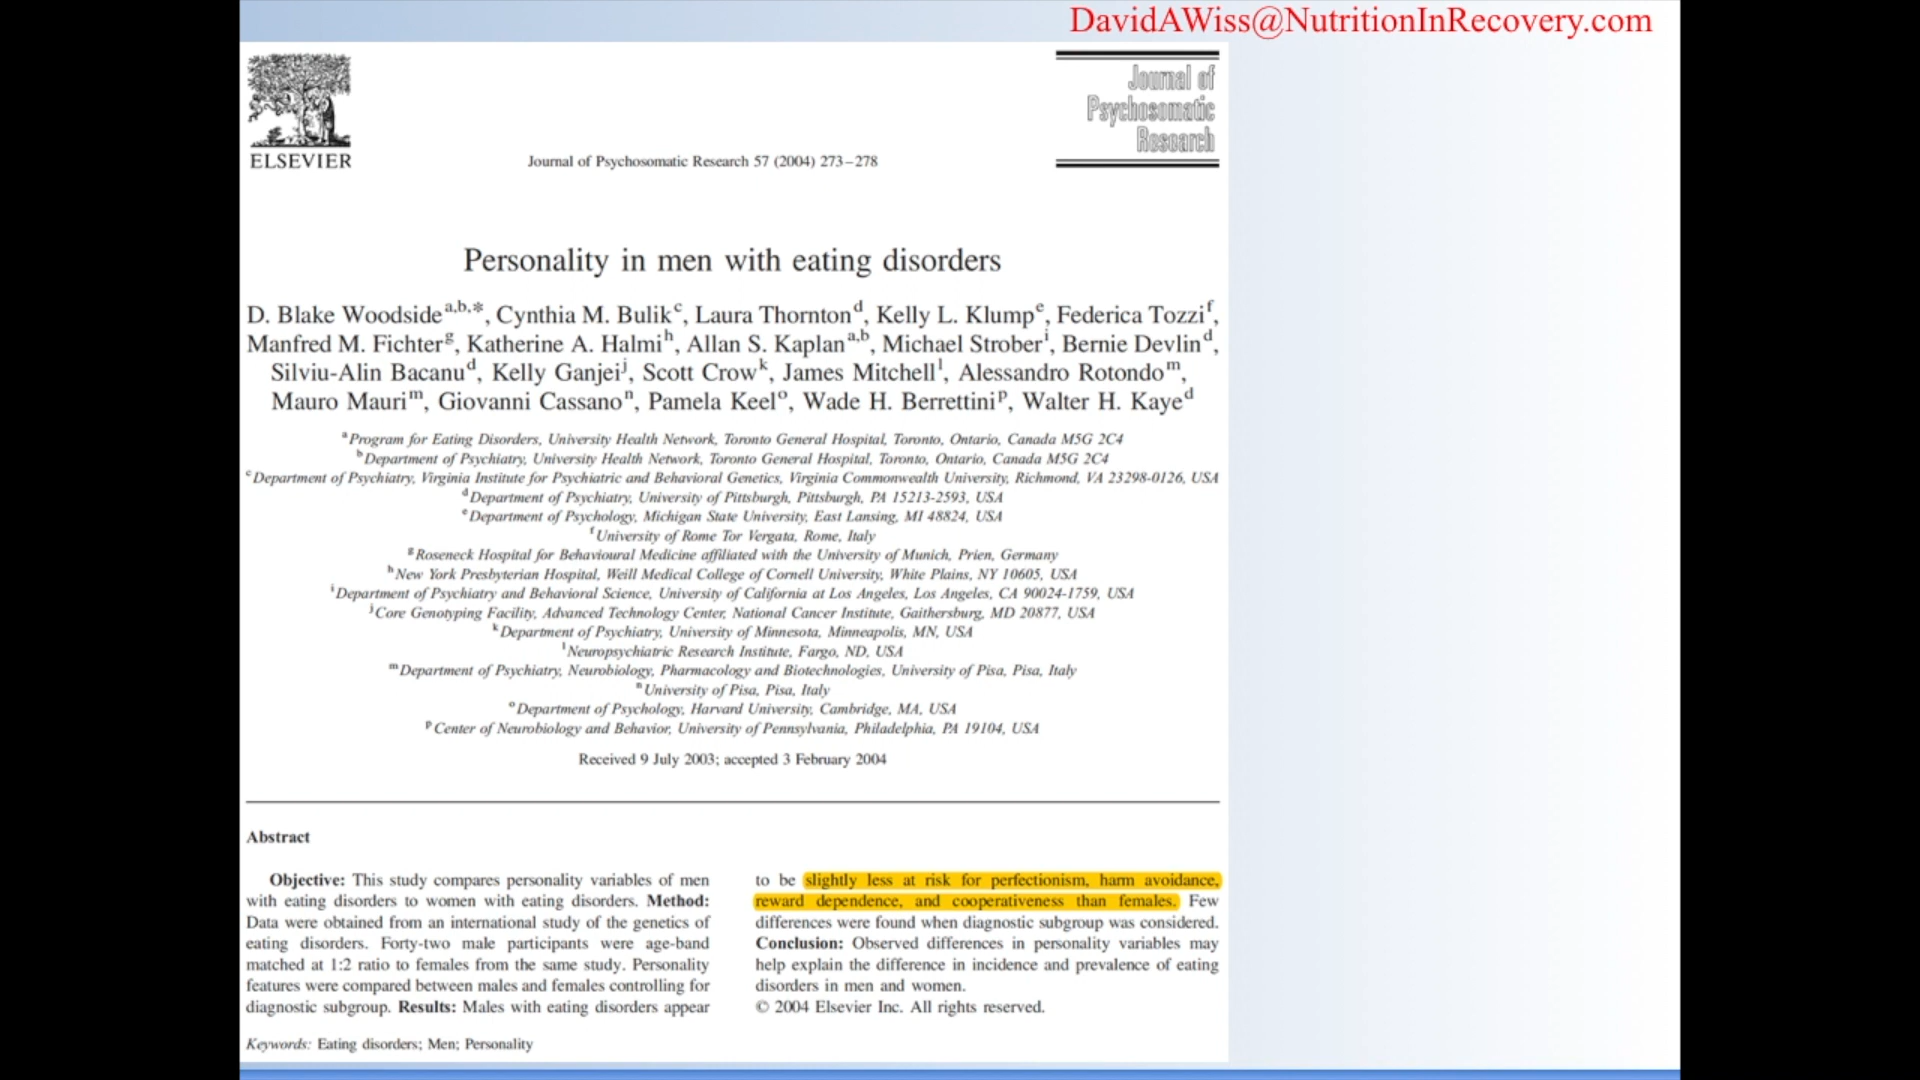 DavidAWiss@NutritionInRecovery.com
ELSEVIER
Journal of Psychosomatic Research 57 (2004) 273–278
Journal of
Psychosomatic
Research
Personality in men with eating disorders
D. Blake Woodside a,b,*, Cynthia M. Bulik c, Laura Thornton d, Kelly L. Klump e, Federica Tozzi f,
Manfred M. Fichter g, Katherine A. Halmi h, Allan S. Kaplan a,b, Michael Strober i, Bernie Devlin d,
Silviu-Alin Bacanu d, Kelly Ganjei j, Scott Crow k, James Mitchell l, Alessandro Rotondo m,
Mauro Mauri m, Giovanni Cassano n, Pamela Keel o, Wade H. Berrettini p, Walter H. Kaye d
a Program for Eating Disorders, University Health Network, Toronto General Hospital, Toronto, Ontario, Canada M5G 2C4
b Department of Psychiatry, University Health Network, Toronto General Hospital, Toronto, Ontario, Canada M5G 2C4
c Department of Psychiatry, Virginia Institute for Psychiatric and Behavioral Genetics, Virginia Commonwealth University, Richmond, VA 23298-0126, USA
d Department of Psychiatry, University of Pittsburgh, Pittsburgh, PA 15213-2593, USA
e Department of Psychology, Michigan State University, East Lansing, MI 48824, USA
f University of Rome Tor Vergata, Rome, Italy
g Roseneck Hospital for Behavioural Medicine affiliated with the University of Munich, Prien, Germany
h New York Presbyterian Hospital, Weill Medical College of Cornell University, White Plains, NY 10605, USA
i Department of Psychiatry and Behavioral Science, University of California at Los Angeles, Los Angeles, CA 90024-1759, USA
j Core Genotyping Facility, Advanced Technology Center, National Cancer Institute, Gaithersburg, MD 20877, USA
k Department of Psychiatry, University of Minnesota, Minneapolis, MN, USA
l Neuropsychiatric Research Institute, Fargo, ND, USA
m Department of Psychiatry, Neurobiology, Pharmacology and Biotechnologies, University of Pisa, Pisa, Italy
n University of Pisa, Pisa, Italy
o Department of Psychology, Harvard University, Cambridge, MA, USA
p Center of Neurobiology and Behavior, University of Pennsylvania, Philadelphia, PA 19104, USA
Received 9 July 2003; accepted 3 February 2004
Abstract
Objective: This study compares personality variables of men
with eating disorders to women with eating disorders. Method:
Data were obtained from an international study of the genetics of
eating disorders. Forty-two male participants were age-band
matched at 1:2 ratio to females from the same study. Personality
features were compared between males and females controlling for
diagnostic subgroup. Results: Males with eating disorders appear
to be slightly less at risk for perfectionism, harm avoidance,
reward dependence, and cooperativeness than females. Few
differences were found when diagnostic subgroup was considered.
Conclusion: Observed differences in personality variables may
help explain the difference in incidence and prevalence of eating
disorders in men and women.
© 2004 Elsevier Inc. All rights reserved.
Keywords: Eating disorders; Men; Personality